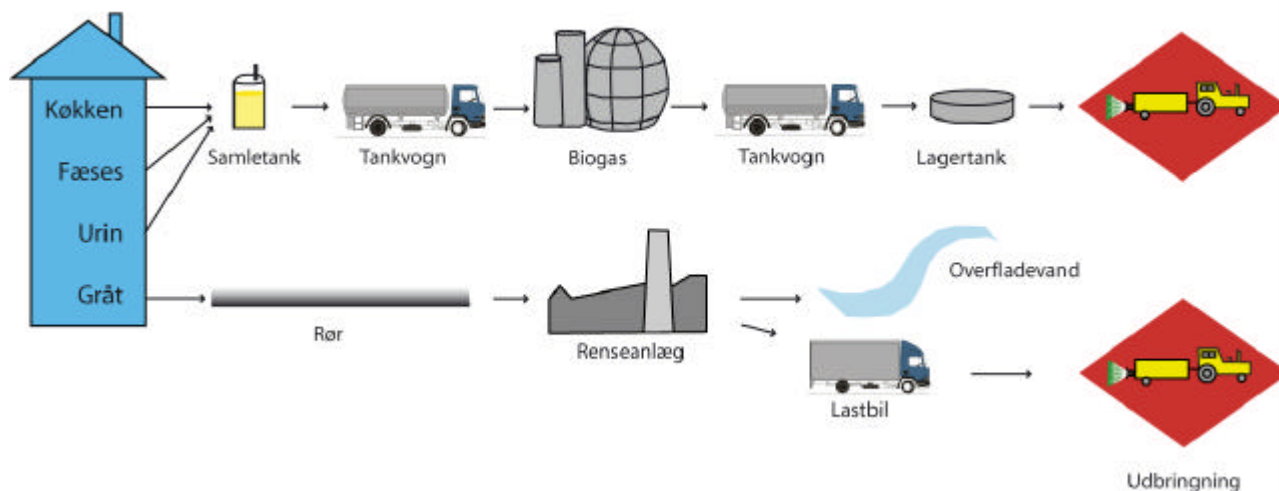 Køkken
Fæses
Urin
Gråt
Samletank
Tankvogn
Biogas
Tankvogn
Lagertank
Rør
Renseanlæg
Overfladevand
Lastbil
Udbringning